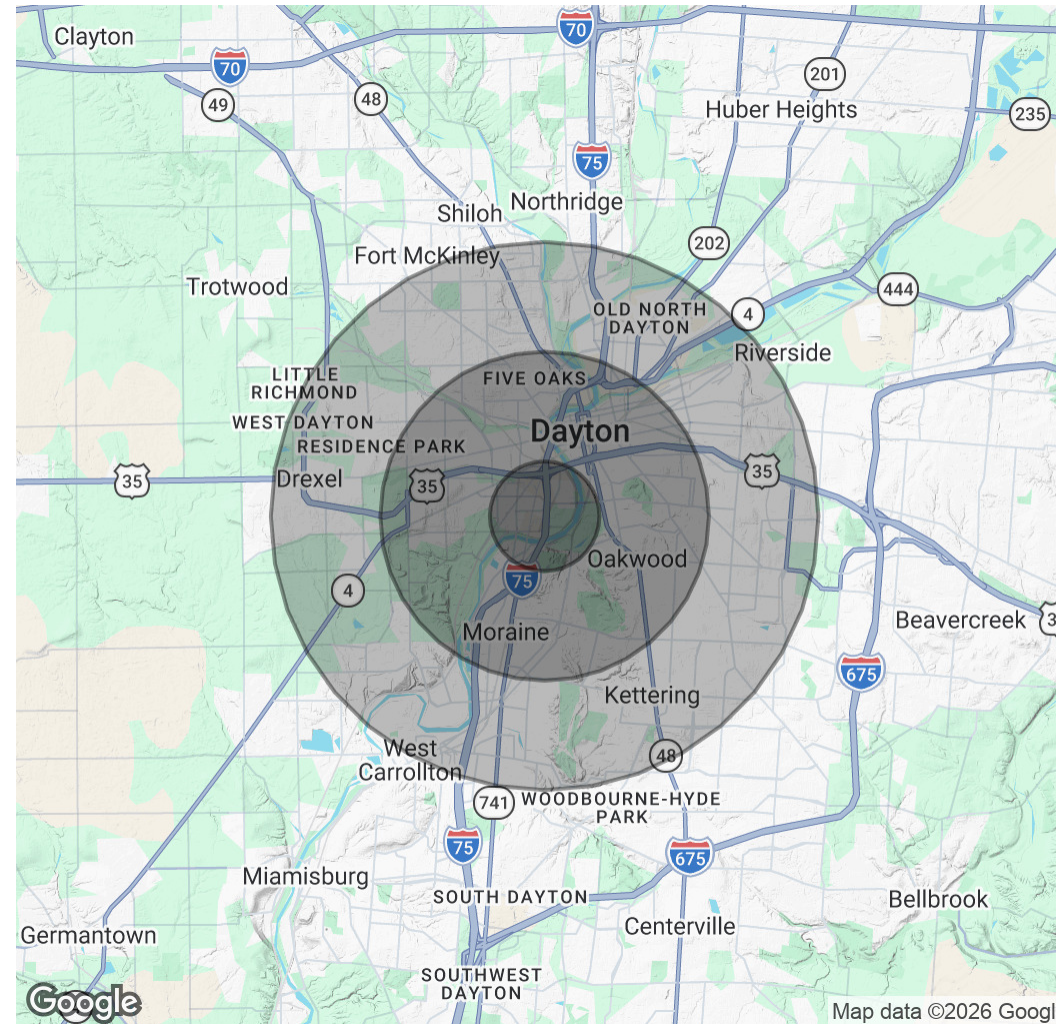 70
Clayton
70
201
49
48
Huber Heights
235
75
Northridge
Shiloh
202
Fort McKinley
Trotwood
444
OLD NORTH
DAYTON
4
Riverside
LITTLE
RICHMOND
FIVE OAKS
WEST DAYTON
Dayton
RESIDENCE PARK
35
Drexel
35
35
Oakwood
75
4
Moraine
Beavercreek
3
675
Kettering
West
Carrollton
48
741
WOODBOURNE-HYDE
PARK
75
675
Miamisburg
SOUTH DAYTON
Bellbrook
Centerville
Germantown
SOUTHWEST
DAYTON
Google
Map data ©2026 Googl